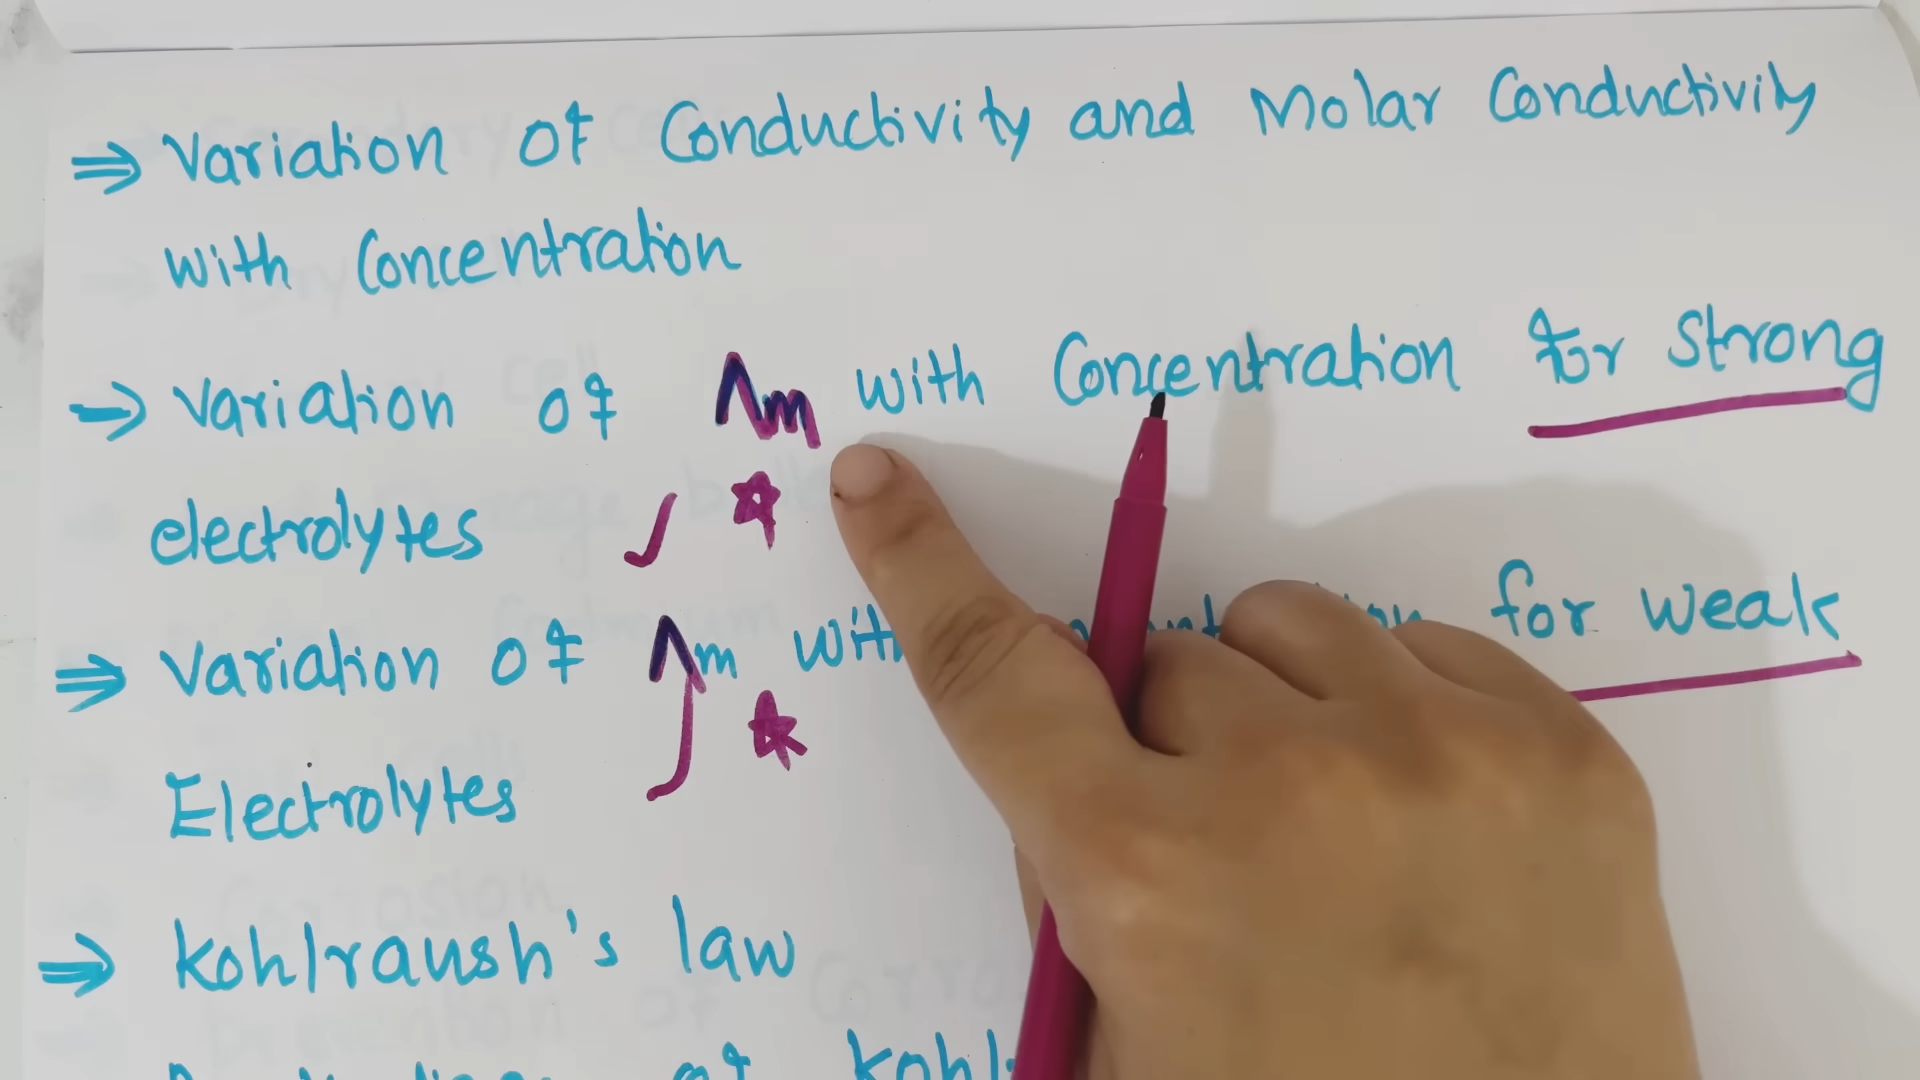 ⇒ Variation of Conductivity and Molar Conductivity
with Concentration
⇒ Variation of Λm with Concentration for strong
electrolytes
⇒ Variation of Λm with for weak
Electrolytes
⇒ Kohlraush's law
of